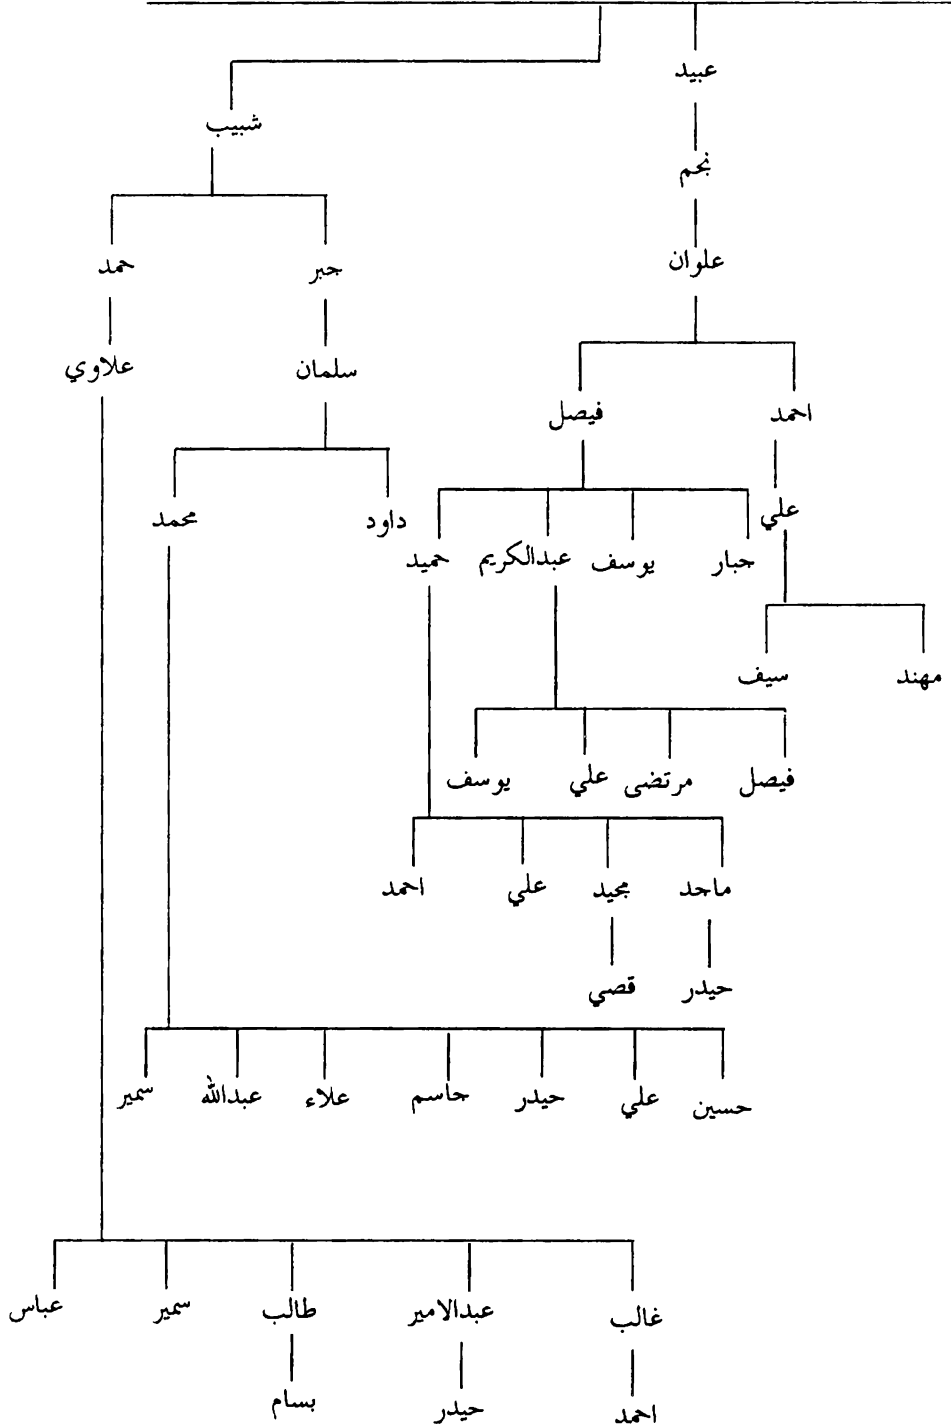 عبيد
شبيب
نجم
علوان
جبر
حمد
سلمان
علاوي
احمد
فيصل
علي
داود
محمد
جبار
يوسف
عبدالكريم
حميد
مهند
سيف
فيصل
مرتضى
علي
يوسف
ماجد
مجيد
علي
احمد
حيدر
قصي
حسين
علي
حيدر
جاسم
علاء
عبدالله
سمير
غالب
عبدالامير
طالب
سمير
عباس
احمد
حيدر
بسام